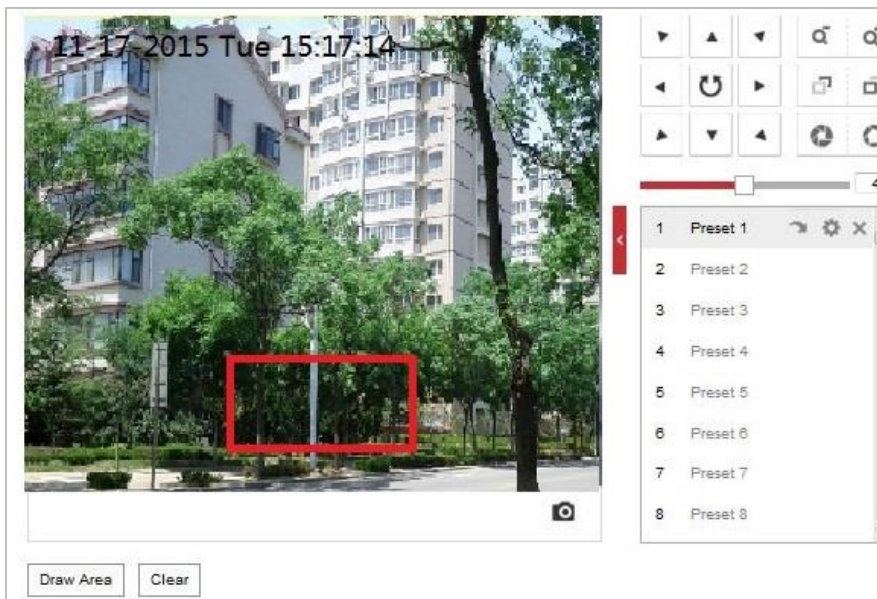 11-17-2015 Tue 15:17:14
4
1 Preset 1
2 Preset 2
3 Preset 3
4 Preset 4
5 Preset 5
6 Preset 6
7 Preset 7
8 Preset 8
Draw Area Clear